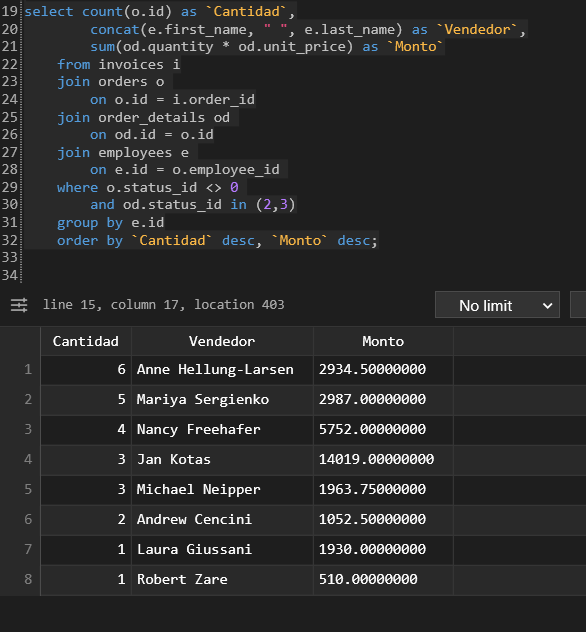 19 select count(o.id) as `Cantidad`,
20 concat(e.first_name, " ", e.last_name) as `Vendedor`,
21 sum(od.quantity * od.unit_price) as `Monto`
22 from invoices i
23 join orders o
24 on o.id = i.order_id
25 join order_details od
26 on od.id = o.id
27 join employees e
28 on e.id = o.employee_id
29 where o.status_id <> 0
30 and od.status_id in (2,3)
31 group by e.id
32 order by `Cantidad` desc, `Monto` desc;
33
34
line 15, column 17, location 403 No limit
Cantidad Vendedor Monto
1 6 Anne Hellung-Larsen 2934.50000000
2 5 Mariya Sergienko 2987.00000000
3 4 Nancy Freehafer 5752.00000000
4 3 Jan Kotas 14019.00000000
5 3 Michael Neipper 1963.75000000
6 2 Andrew Cencini 1052.50000000
7 1 Laura Giussani 1930.00000000
8 1 Robert Zare 510.00000000